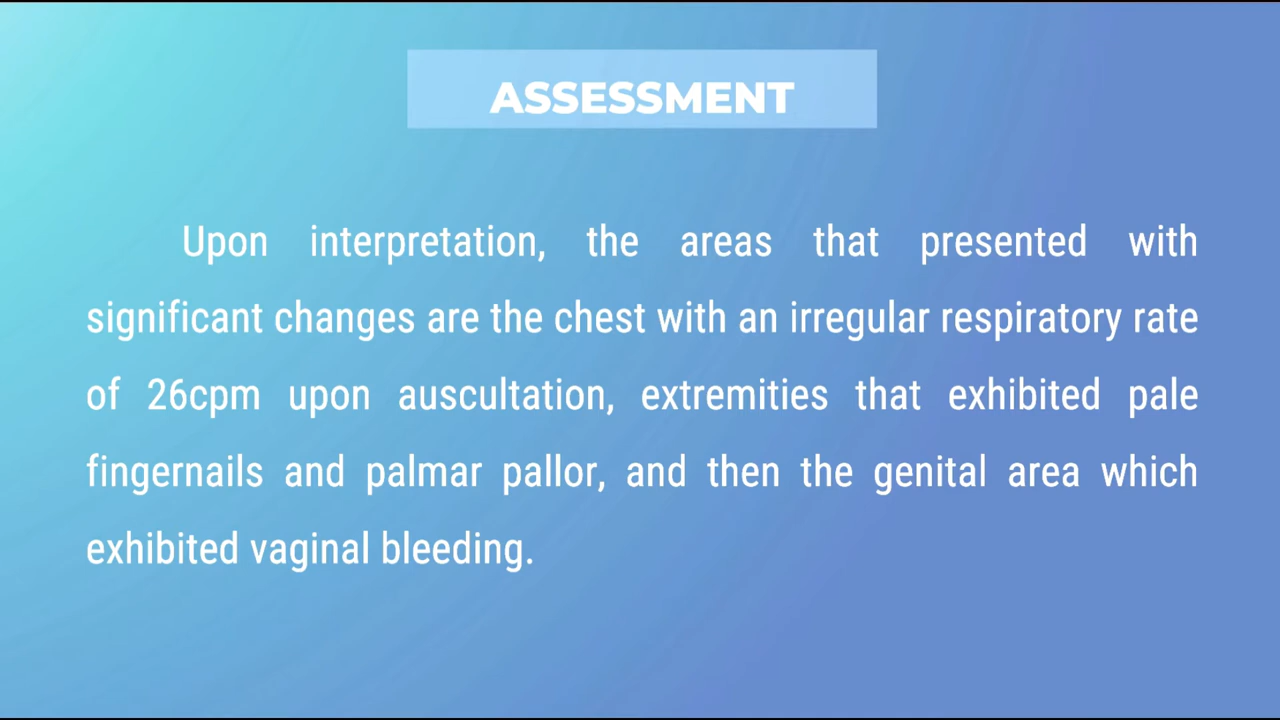 ASSESSMENT
Upon interpretation, the areas that presented with
significant changes are the chest with an irregular respiratory rate
of 26cpm upon auscultation, extremities that exhibited pale
fingernails and palmar pallor, and then the genital area which
exhibited vaginal bleeding.